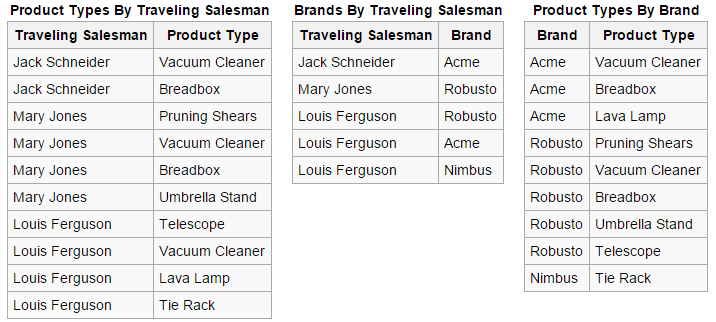 Product Types By Traveling Salesman
Traveling Salesman Product Type
Jack Schneider Vacuum Cleaner
Jack Schneider Breadbox
Mary Jones Pruning Shears
Mary Jones Vacuum Cleaner
Mary Jones Breadbox
Mary Jones Umbrella Stand
Louis Ferguson Telescope
Louis Ferguson Vacuum Cleaner
Louis Ferguson Lava Lamp
Louis Ferguson Tie Rack
Brands By Traveling Salesman
Traveling Salesman Brand
Jack Schneider Acme
Mary Jones Robusto
Louis Ferguson Robusto
Louis Ferguson Acme
Louis Ferguson Nimbus
Product Types By Brand
Brand Product Type
Acme Vacuum Cleaner
Acme Breadbox
Acme Lava Lamp
Robusto Pruning Shears
Robusto Vacuum Cleaner
Robusto Breadbox
Robusto Umbrella Stand
Robusto Telescope
Nimbus Tie Rack